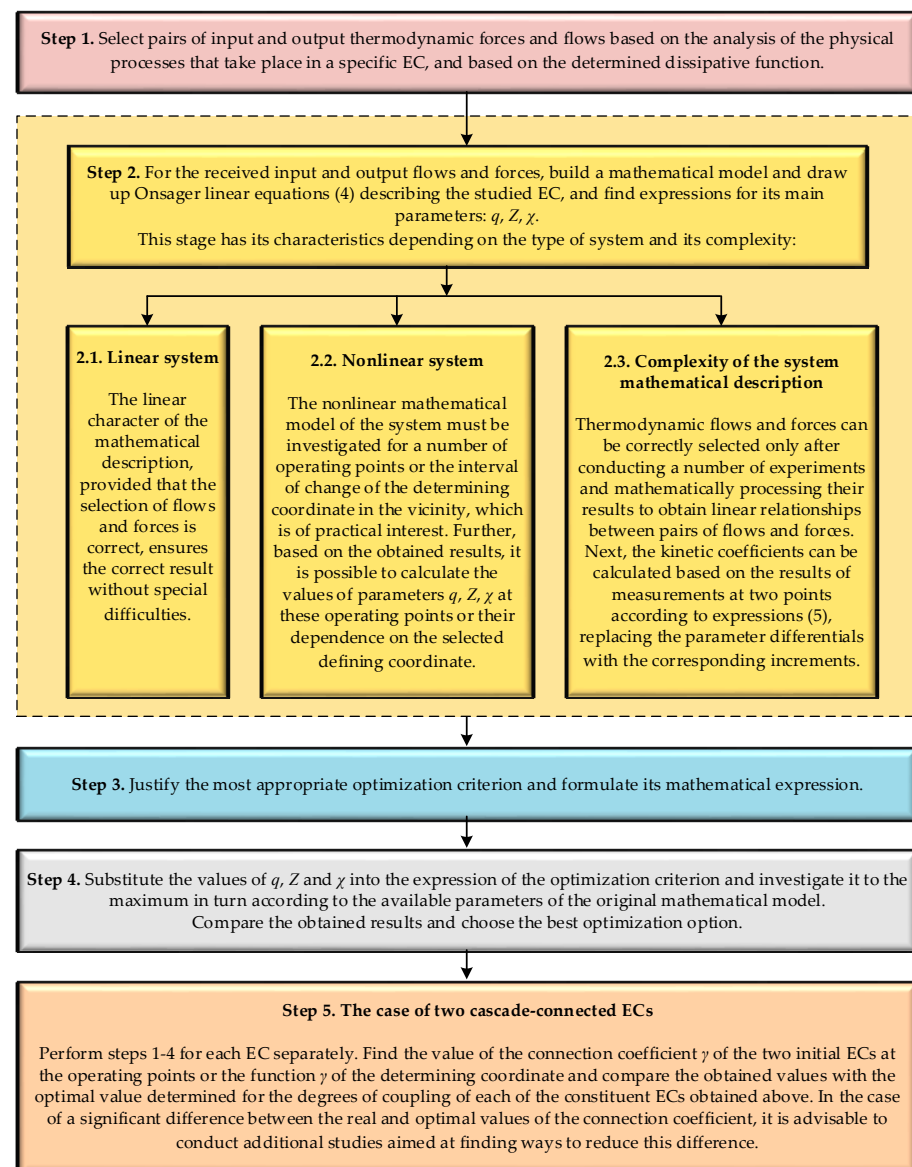 Step 1. Select pairs of input and output thermodynamic forces and flows based on the analysis of the physical
processes that take place in a specific EC, and based on the determined dissipative function.
Step 2. For the received input and output flows and forces, build a mathematical model and draw
up Onsager linear equations (4) describing the studied EC, and find expressions for its main
parameters: q, Z, χ.
This stage has its characteristics depending on the type of system and its complexity:
2.1. Linear system
The linear
character of the
mathematical
description,
provided that the
selection of flows
and forces is
correct, ensures
the correct result
without special
difficulties.
2.2. Nonlinear system
The nonlinear mathematical
model of the system must be
investigated for a number of
operating points or the interval
of change of the determining
coordinate in the vicinity, which
is of practical interest. Further,
based on the obtained results, it
is possible to calculate the
values of parameters q, Z, χ at
these operating points or their
dependence on the selected
defining coordinate.
2.3. Complexity of the system
mathematical description
Thermodynamic flows and forces can
be correctly selected only after
conducting a number of experiments
and mathematically processing their
results to obtain linear relationships
between pairs of flows and forces.
Next, the kinetic coefficients can be
calculated based on the results of
measurements at two points
according to expressions (5),
replacing the parameter differentials
with the corresponding increments.
Step 3. Justify the most appropriate optimization criterion and formulate its mathematical expression.
Step 4. Substitute the values of q, Z and χ into the expression of the optimization criterion and investigate it to the
maximum in turn according to the available parameters of the original mathematical model.
Compare the obtained results and choose the best optimization option.
Step 5. The case of two cascade-connected ECs
Perform steps 1-4 for each EC separately. Find the value of the connection coefficient γ of the two initial ECs at
the operating points or the function γ of the determining coordinate and compare the obtained values with the
optimal value determined for the degrees of coupling of each of the constituent ECs obtained above. In the case
of a significant difference between the real and optimal values of the connection coefficient, it is advisable to
conduct additional studies aimed at finding ways to reduce this difference.